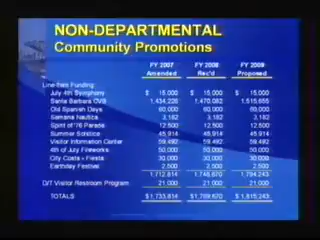 NON-DEPARTMENTAL
Community Promotions
FY 2007 FY 2008 FY 2009
Amended Rec'd Proposed
Line-Item Funding:
July 4th Symphony $ 15,000 $ 15,000 $ 15,000
Santa Barbara CVB 1,434,226 1,470,082 1,515,655
Old Spanish Days 60,000 60,000 60,000
Semana Nautica 3,182 3,182 3,182
Spirit of '76 Parade 12,500 12,500 12,500
Summer Solstice 45,914 45,914 45,914
Visitor Information Center 59,492 59,492 59,492
4th of July Fireworks 50,000 50,000 50,000
City Costs - Fiesta 30,000 30,000 30,000
Earthday Festival 2,500 2,500 2,500
1,712,814 1,748,670 1,794,243
D/T Visitor Restroom Program 21,000 21,000 21,000
TOTALS $1,733,814 $1,769,670 $1,815,243